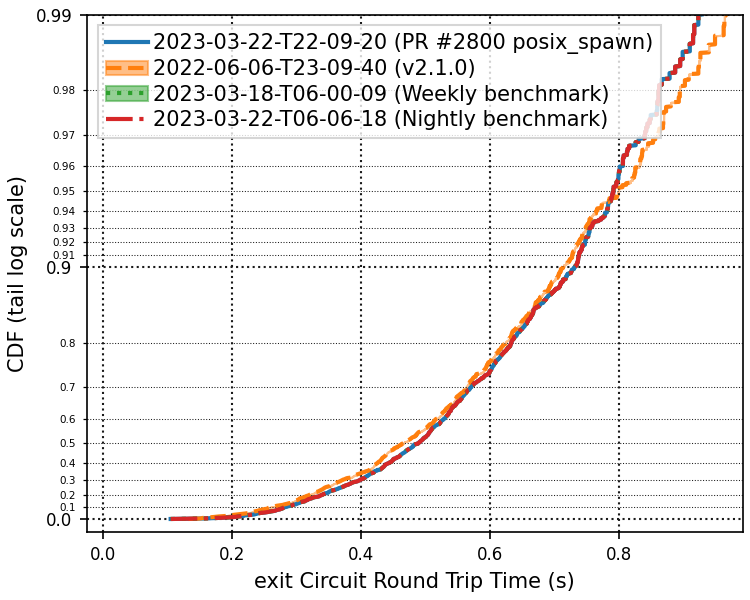 2023-03-22-T22-09-20 (PR #2800 posix_spawn)
2022-06-06-T23-09-40 (v2.1.0)
2023-03-18-T06-00-09 (Weekly benchmark)
2023-03-22-T06-06-18 (Nightly benchmark)
CDF (tail log scale)
0.99
0.98
0.97
0.96
0.95
0.94
0.93
0.92
0.91
0.9
0.8
0.7
0.6
0.5
0.4
0.3
0.2
0.1
0.0
0.0 0.2 0.4 0.6 0.8
exit Circuit Round Trip Time (s)